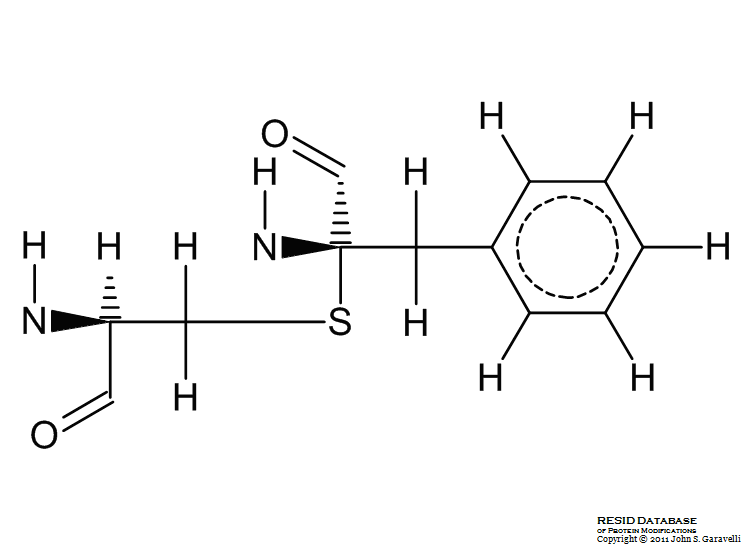 H H
O
H H
H H H N H
N S H
H H H
O
RESID DATABASE
OF PROTEIN MODIFICATIONS
Copyright © 2011 John S. Garavelli